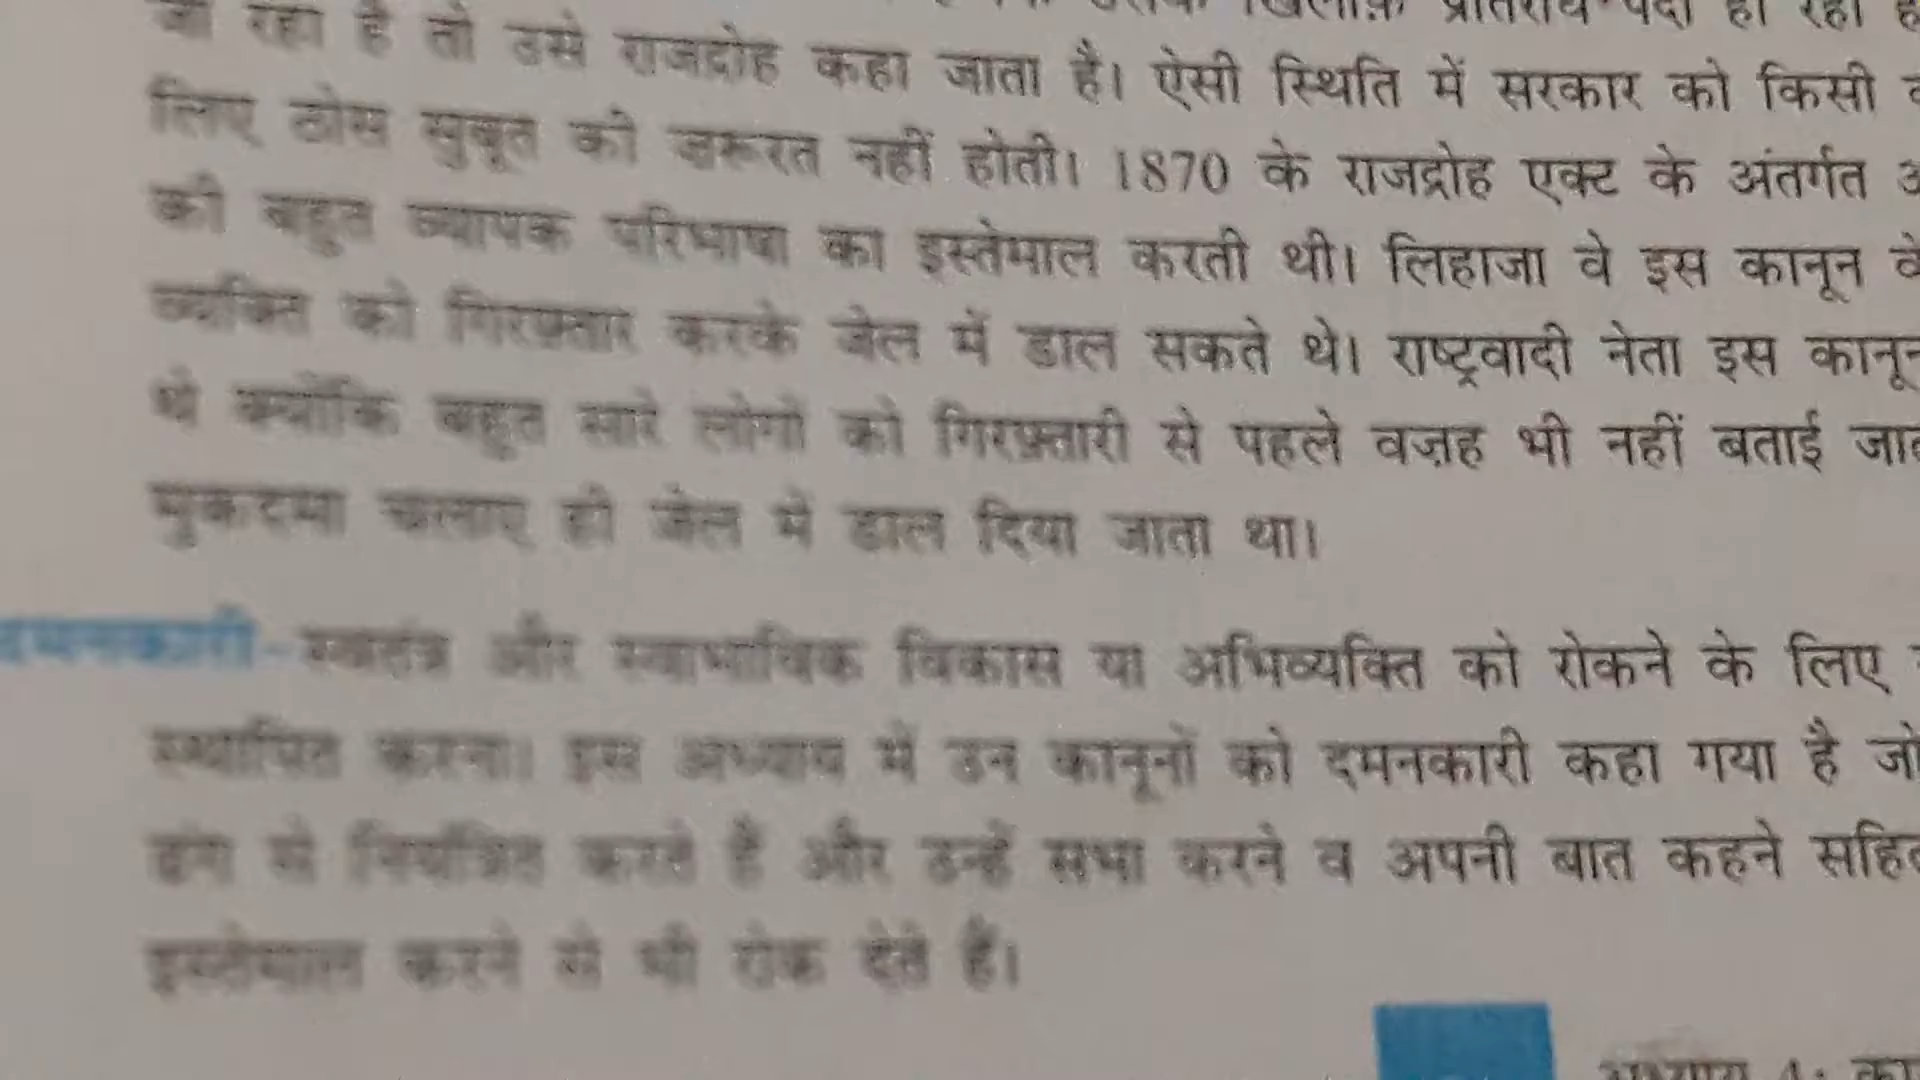 खिलाफ़ प्रतिरोध पैदा हो रहा
रहा है तो उसे राजद्रोह कहा जाता है। ऐसी स्थिति में सरकार को किसी
लिए ठोस सुबूत की ज़रूरत नहीं होती। 1870 के राजद्रोह एक्ट के अंतर्गत
की बहुत व्यापक परिभाषा का इस्तेमाल करती थी। लिहाजा वे इस कानून
व्यक्ति को गिरफ़्तार करके जेल में डाल सकते थे। राष्ट्रवादी नेता इस कानून
थे क्योंकि बहुत सारे लोगों को गिरफ़्तारी से पहले वज़ह भी नहीं बताई
मुकदमा चलाए ही जेल में डाल दिया जाता था।
दमनकारी- स्वतंत्र और स्वाभाविक विकास या अभिव्यक्ति को रोकने के लिए
स्थापित करना। इस अध्याय में उन कानूनों को दमनकारी कहा गया है जो
ढंग से नियंत्रित करते हैं और उन्हें सभा करने व अपनी बात कहने सहित
इस्तेमाल करने से भी रोक देते हैं।
अध्याय 4: